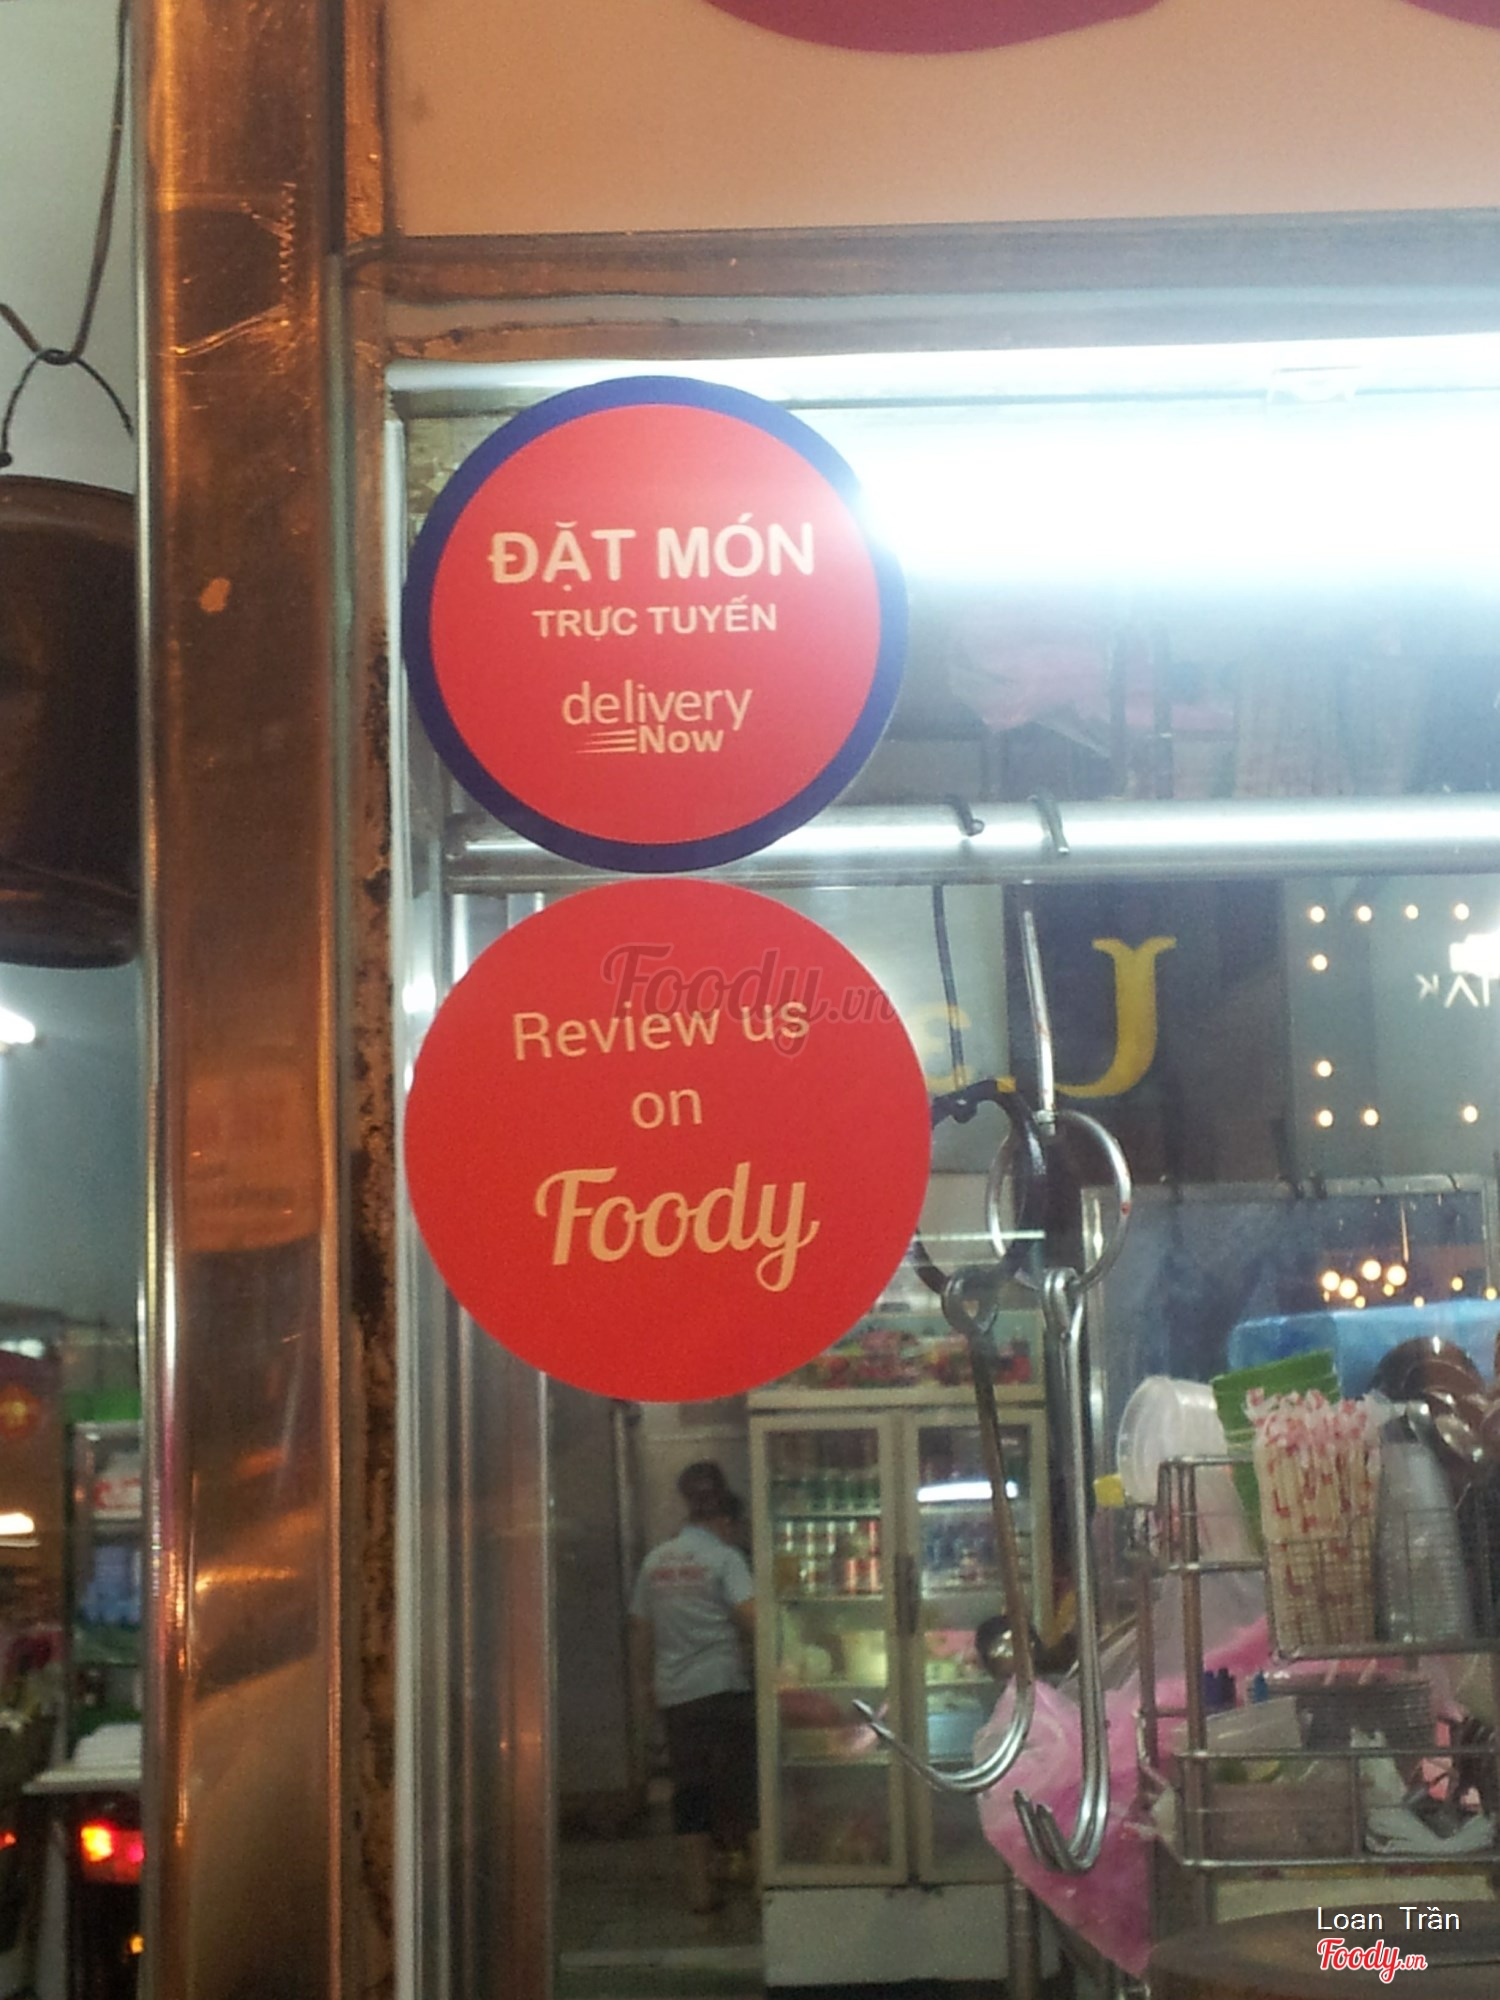 ĐẶT MÓN
TRỰC TUYẾN
delivery
Now
Foody.vn
Review us
on
Foody
Loan Trần
Foody.vn